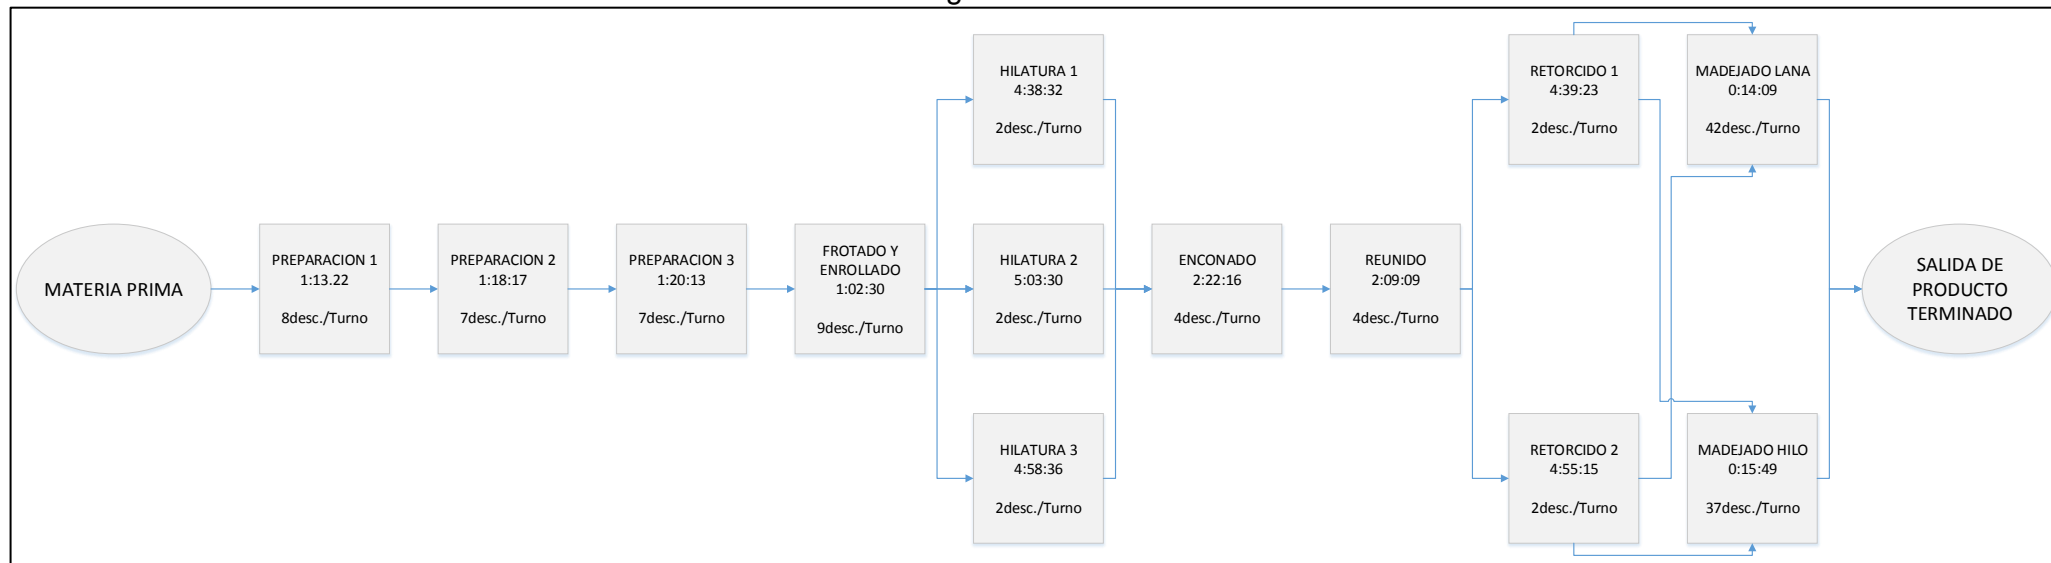 MATERIA PRIMA
PREPARACION 1
1:13.22
8desc./Turno
PREPARACION 2
1:18:17
7desc./Turno
PREPARACION 3
1:20:13
7desc./Turno
FROTADO Y
ENROLLADO
1:02:30
9desc./Turno
HILATURA 1
4:38:32
2desc./Turno
HILATURA 2
5:03:30
2desc./Turno
HILATURA 3
4:58:36
2desc./Turno
ENCONADO
2:22:16
4desc./Turno
REUNIDO
2:09:09
4desc./Turno
RETORCIDO 1
4:39:23
2desc./Turno
RETORCIDO 2
4:55:15
2desc./Turno
MADEJADO LANA
0:14:09
42desc./Turno
MADEJADO HILO
0:15:49
37desc./Turno
SALIDA DE
PRODUCTO
TERMINADO